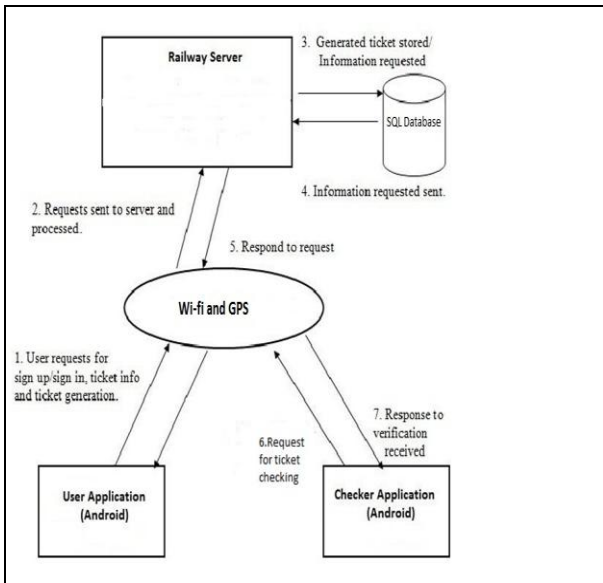 Railway Server
3. Generated ticket stored/
Information requested
SQL Database
4. Information requested sent.
2. Requests sent to server and
processed.
5. Respond to request
Wi-fi and GPS
1. User requests for
sign up/sign in, ticket info
and ticket generation.
6.Request
for ticket
checking
7. Response to
verification
received
User Application
(Android)
Checker Application
(Android)